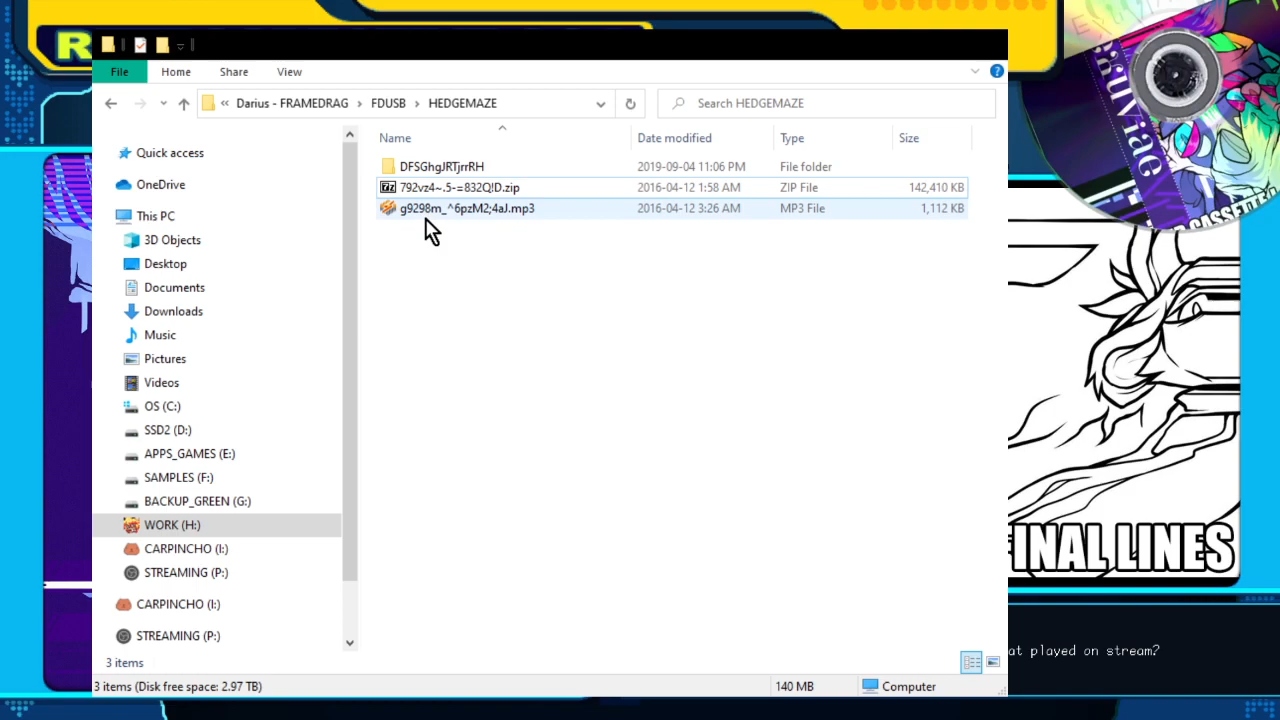 R
File
Home
Share
View
« Darius - FRAMEDRAG > FDUSB > HEDGEMAZE
Search HEDGEMAZE
Name
Date modified
Type
Size
DFSGhgJRTjrrRH
2019-09-04 11:06 PM
File folder
792vz4~.5-=832Q!D.zip
2016-04-12 1:58 AM
ZIP File
142,410 KB
g9298m_^6pzM2;4aJ.mp3
2016-04-12 3:26 AM
MP3 File
1,112 KB
Quick access
OneDrive
This PC
3D Objects
Desktop
Documents
Downloads
Music
Pictures
Videos
OS (C:)
SSD2 (D:)
APPS_GAMES (E:)
SAMPLES (F:)
BACKUP_GREEN (G:)
WORK (H:)
CARPINCHO (I:)
STREAMING (P:)
CARPINCHO (I:)
STREAMING (P:)
3 items
3 items (Disk free space: 2.97 TB)
140 MB
Computer
FINAL LINES
at played on stream?